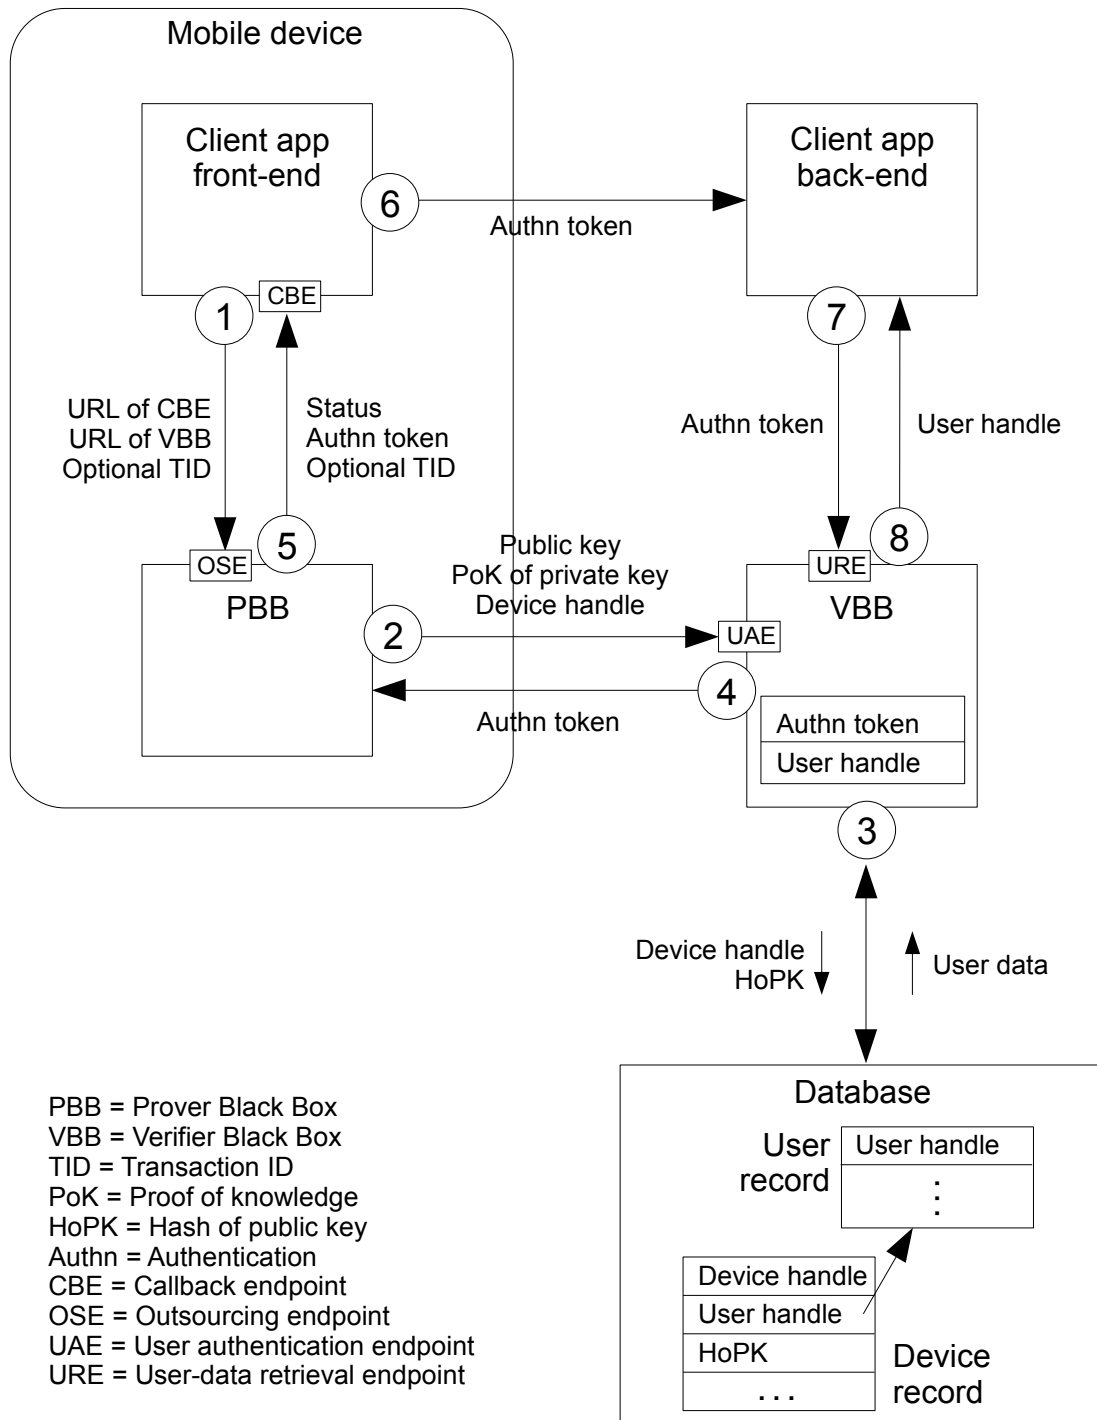 Mobile device
Client app
front-end
Client app
back-end
6
Authn token
CBE
1
7
URL of CBE
URL of VBB
Optional TID
Status
Authn token
Optional TID
Authn token
User handle
5
8
OSE
URE
PBB
VBB
Public key
PoK of private key
Device handle
2
UAE
4
Authn token
Authn token
User handle
3
Device handle
HoPK
User data
Database
User
record
User handle
.
.
.
Device handle
User handle
HoPK
. . .
Device
record
PBB = Prover Black Box
VBB = Verifier Black Box
TID = Transaction ID
PoK = Proof of knowledge
HoPK = Hash of public key
Authn = Authentication
CBE = Callback endpoint
OSE = Outsourcing endpoint
UAE = User authentication endpoint
URE = User-data retrieval endpoint